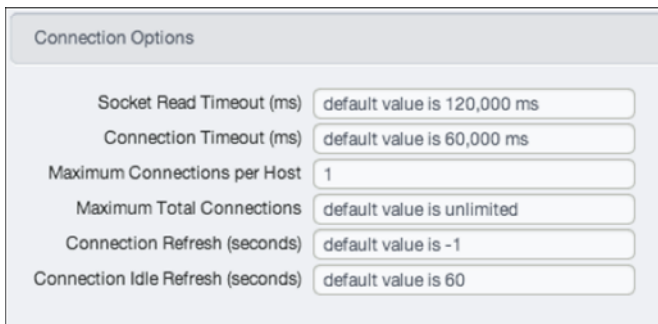 Connection Options
Socket Read Timeout (ms) default value is 120,000 ms
Connection Timeout (ms) default value is 60,000 ms
Maximum Connections per Host 1
Maximum Total Connections default value is unlimited
Connection Refresh (seconds) default value is -1
Connection Idle Refresh (seconds) default value is 60